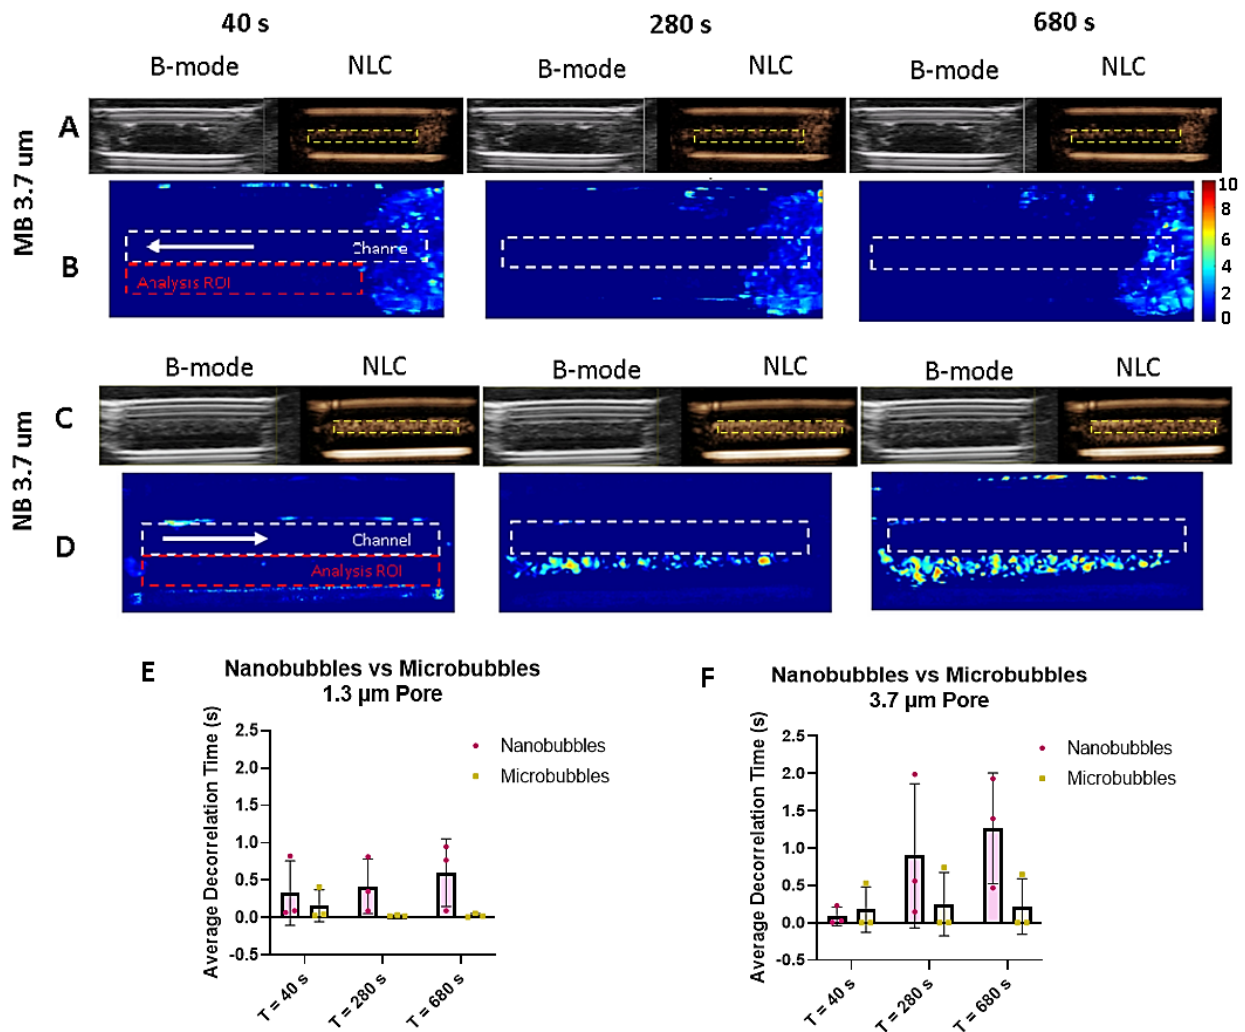 40 s 280 s 680 s
B-mode NLC B-mode NLC B-mode NLC
A
MB 3.7 um
B
Channe
Analysis ROI
10
8
6
4
2
0
B-mode NLC B-mode NLC B-mode NLC
C
NB 3.7 um
D
Channel
Analysis ROI
E
Nanobubbles vs Microbubbles
1.3 µm Pore
Average Decorrelation Time (s)
2.5
2.0
1.5
1.0
0.5
0.0
-0.5
Nanobubbles
Microbubbles
T = 40 s
T = 280 s
T = 680 s
F
Nanobubbles vs Microbubbles
3.7 µm Pore
Average Decorrelation Time (s)
2.5
2.0
1.5
1.0
0.5
0.0
-0.5
Nanobubbles
Microbubbles
T = 40 s
T = 280 s
T = 680 s